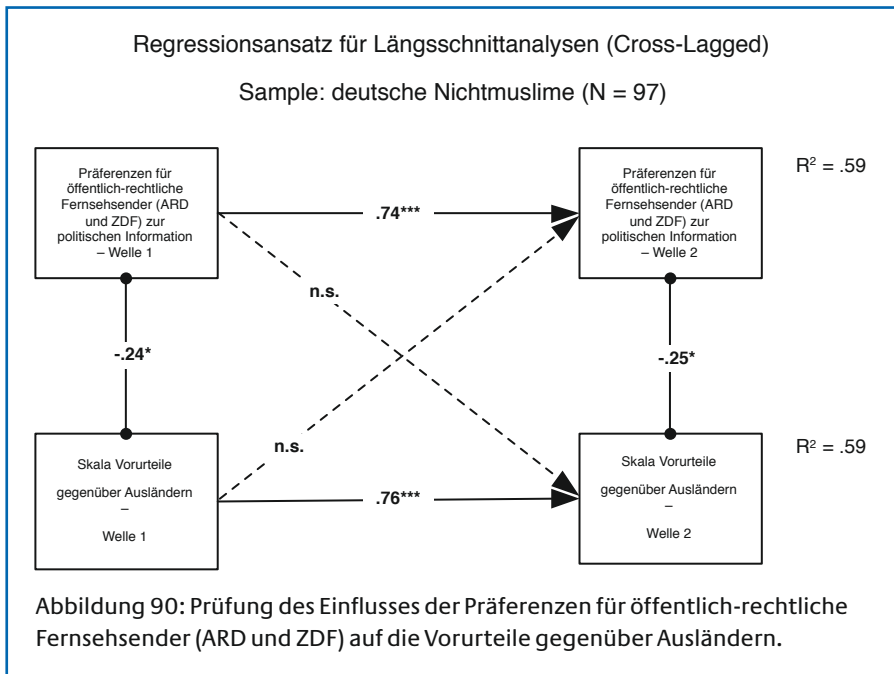 Regressionsansatz für Längsschnittanalysen (Cross-Lagged)
Sample: deutsche Nichtmuslime (N = 97)
Präferenzen für
öffentlich-rechtliche
Fernsehsender (ARD
und ZDF) zur
politischen Information
– Welle 1
.74***
Präferenzen für
öffentlich-rechtliche
Fernsehsender (ARD
und ZDF) zur
politischen Information
– Welle 2
R² = .59
n.s.
-.24*
-.25*
n.s.
Skala Vorurteile
gegenüber Ausländern
–
Welle 1
.76***
Skala Vorurteile
gegenüber Ausländern
–
Welle 2
R² = .59
Abbildung 90: Prüfung des Einflusses der Präferenzen für öffentlich-rechtliche
Fernsehsender (ARD und ZDF) auf die Vorurteile gegenüber Ausländern.